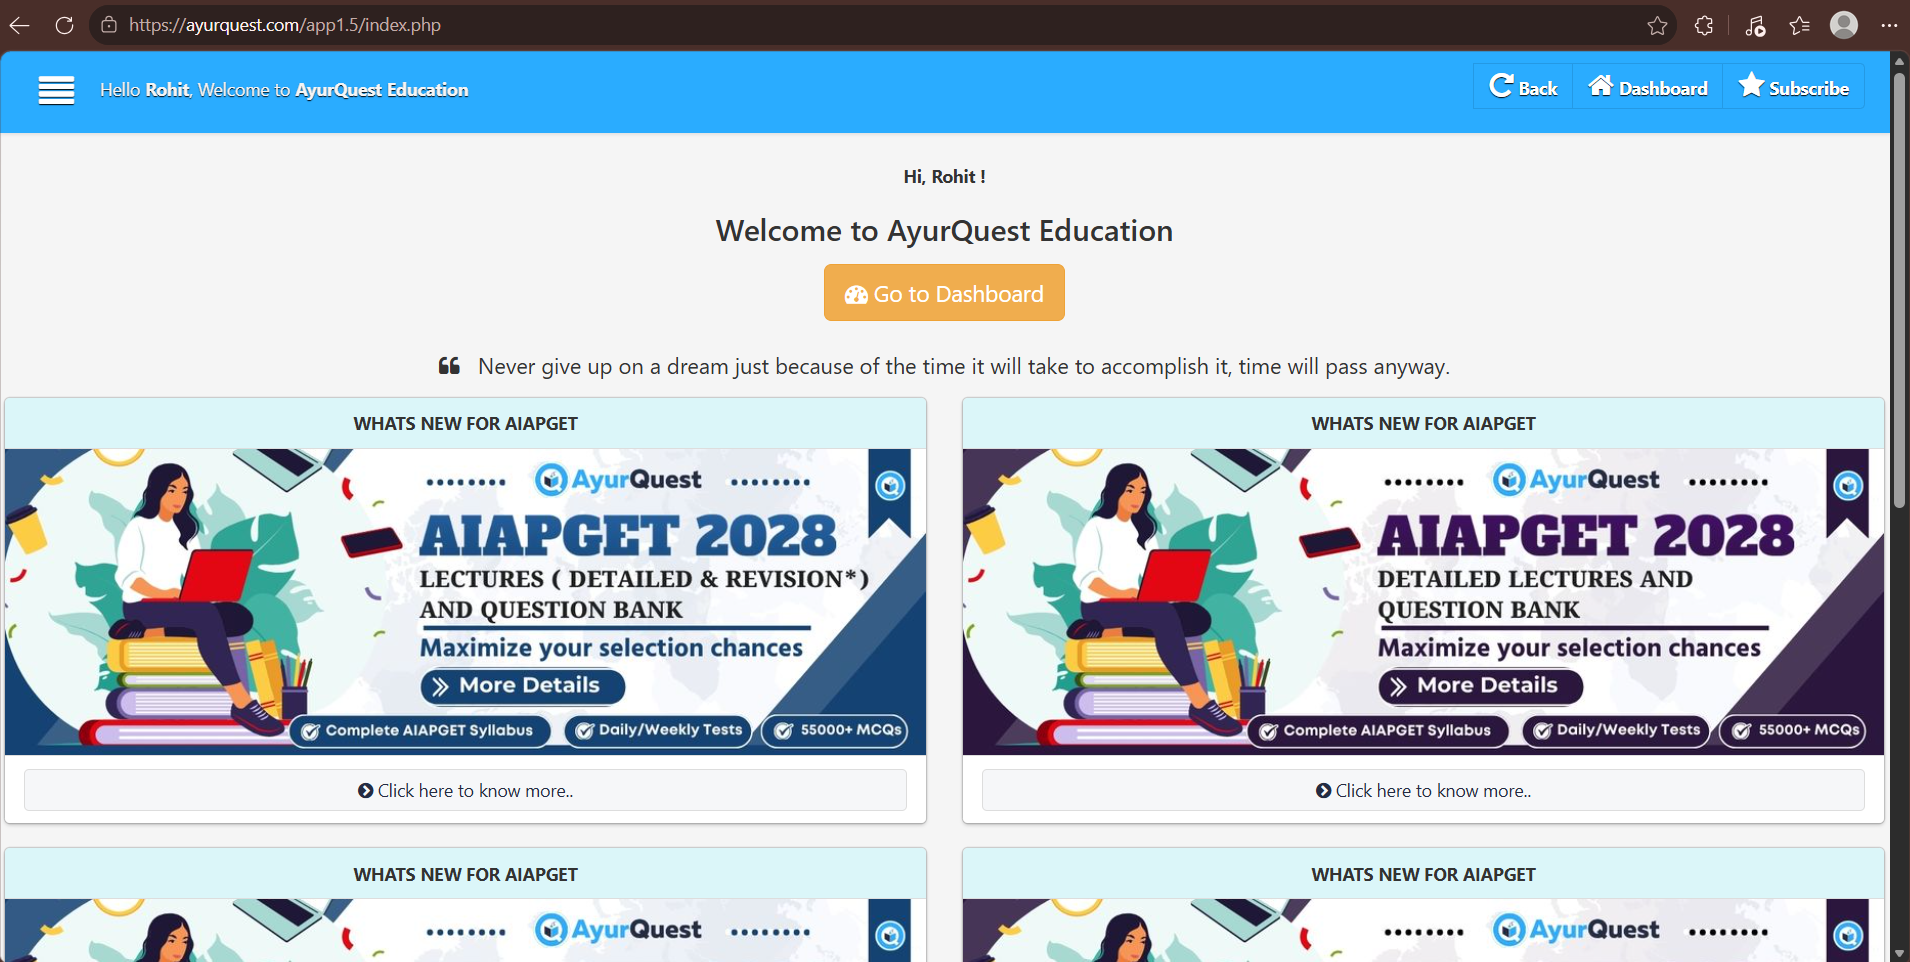 https://ayurquest.com/app1.5/index.php
Hello Rohit, Welcome to AyurQuest Education
Back
Dashboard
Subscribe
Hi, Rohit !
Welcome to AyurQuest Education
Go to Dashboard
Never give up on a dream just because of the time it will take to accomplish it, time will pass anyway.
WHATS NEW FOR AIAPGET
AyurQuest
AIAPGET 2028
LECTURES ( DETAILED & REVISION*)
AND QUESTION BANK
Maximize your selection chances
More Details
Complete AIAPGET Syllabus
Daily/Weekly Tests
55000+ MCQs
Click here to know more..
WHATS NEW FOR AIAPGET
AyurQuest
AIAPGET 2028
DETAILED LECTURES AND
QUESTION BANK
Maximize your selection chances
More Details
Complete AIAPGET Syllabus
Daily/Weekly Tests
55000+ MCQs
Click here to know more..
WHATS NEW FOR AIAPGET
AyurQuest
WHATS NEW FOR AIAPGET
AyurQuest